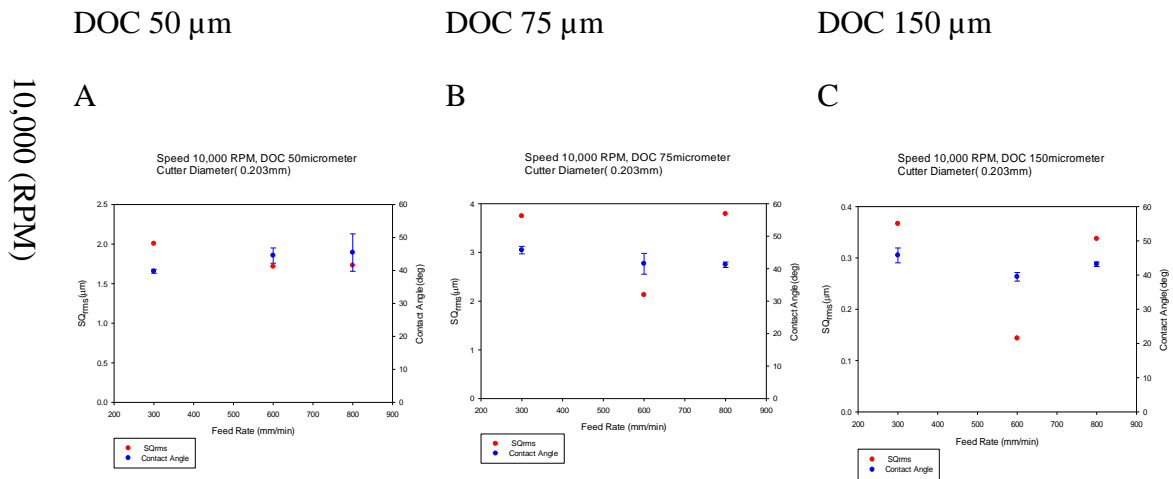 DOC 50 µm
DOC 75 µm
DOC 150 µm
10,000 (RPM)
A
B
C
Speed 10,000 RPM, DOC 50micrometer
Cutter Diameter( 0.203mm)
2.5
2.0
1.5
1.0
0.5
0.0
SQrms(µm)
60
50
40
30
20
10
0
Contact Angle(deg)
200 300 400 500 600 700 800 900
Feed Rate (mm/min)
SQrms
Contact Angle
Speed 10,000 RPM, DOC 75micrometer
Cutter Diameter( 0.203mm)
4
3
2
1
0
SQrms(µm)
60
50
40
30
20
10
0
Contact Angle(deg)
200 300 400 500 600 700 800 900
Feed Rate (mm/min)
SQrms
Contact Angle
Speed 10,000 RPM, DOC 150micrometer
Cutter Diameter( 0.203mm)
0.4
0.3
0.2
0.1
0.0
SQrms(µm)
60
50
40
30
20
10
0
Contact Angle(deg)
200 300 400 500 600 700 800 900
Feed Rate (mm/min)
SQrms
Contact Angle